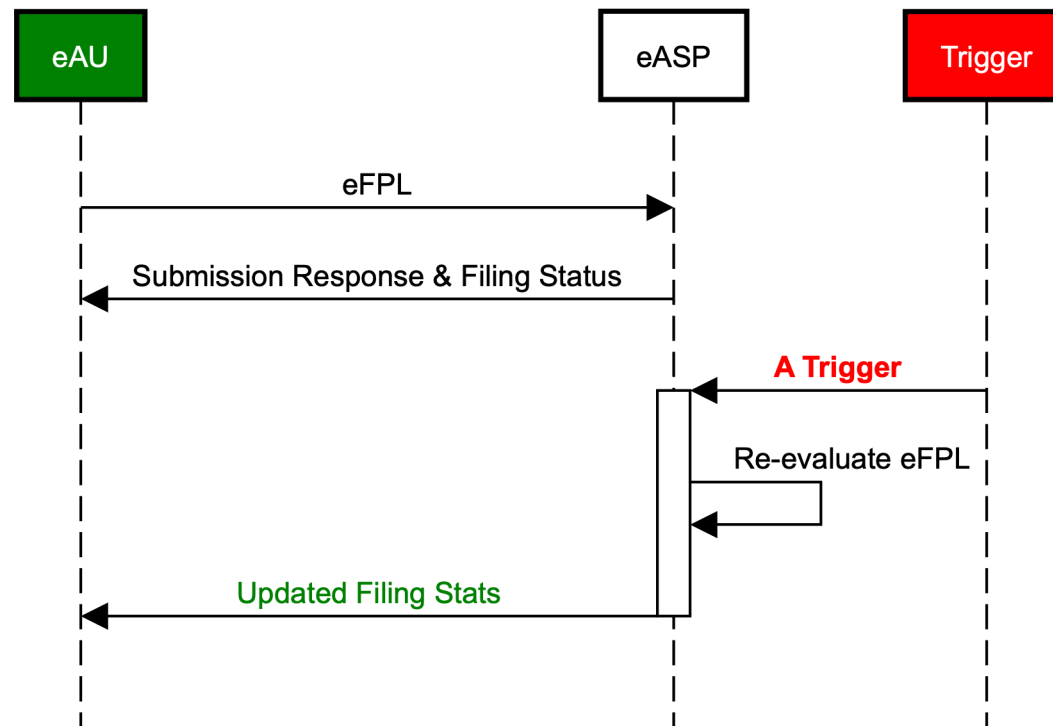 eAU
eASP
Trigger
eFPL
Submission Response & Filing Status
A Trigger
Re-evaluate eFPL
Updated Filing Stats